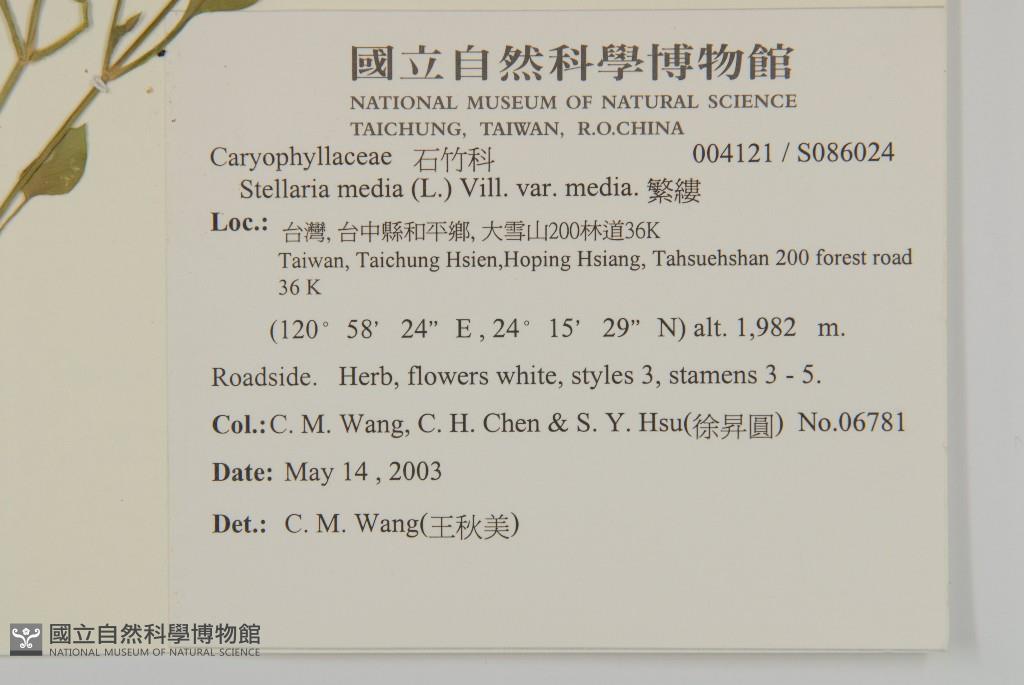 國立自然科學博物館
NATIONAL MUSEUM OF NATURAL SCIENCE
TAICHUNG, TAIWAN, R.O.CHINA
Caryophyllaceae 石竹科 004121 / S086024
Stellaria media (L.) Vill. var. media. 繁縷
Loc.: 台灣, 台中縣和平鄉, 大雪山200林道36K
Taiwan, Taichung Hsien,Hoping Hsiang, Tahsuehshan 200 forest road
36 K
(120° 58’ 24” E , 24° 15’ 29” N) alt. 1,982 m.
Roadside. Herb, flowers white, styles 3, stamens 3 - 5.
Col.: C. M. Wang, C. H. Chen & S. Y. Hsu(徐昇圓) No.06781
Date: May 14 , 2003
Det.: C. M. Wang(王秋美)
國立自然科學博物館
NATIONAL MUSEUM OF NATURAL SCIENCE